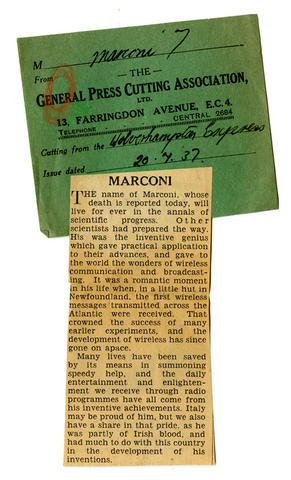 M Marconi 7
From
— THE —
GENERAL PRESS CUTTING ASSOCIATION,
LTD.
13, FARRINGDON AVENUE, E.C.4.
TELEPHONE CENTRAL 2684
Cutting from the Wolverhampton Express
Issue dated 20.7.37.
MARCONI
THE name of Marconi, whose
death is reported today, will
live for ever in the annals of
scientific progress. Other
scientists had prepared the way.
His was the inventive genius
which gave practical application
to their advances, and gave to
the world the wonders of wireless
communication and broadcast-
ing. It was a romantic moment
in his life when, in a little hut in
Newfoundland, the first wireless
messages transmitted across the
Atlantic were received. That
crowned the success of many
earlier experiments, and the
development of wireless has since
gone on apace.
Many lives have been saved
by its means in summoning
speedy help, and the daily
entertainment and enlighten-
ment we receive through radio
programmes have all come from
his inventive achievements. Italy
may be proud of him, but we also
have a share in that pride, as he
was partly of Irish blood, and
had much to do with this country
in the development of his
inventions.